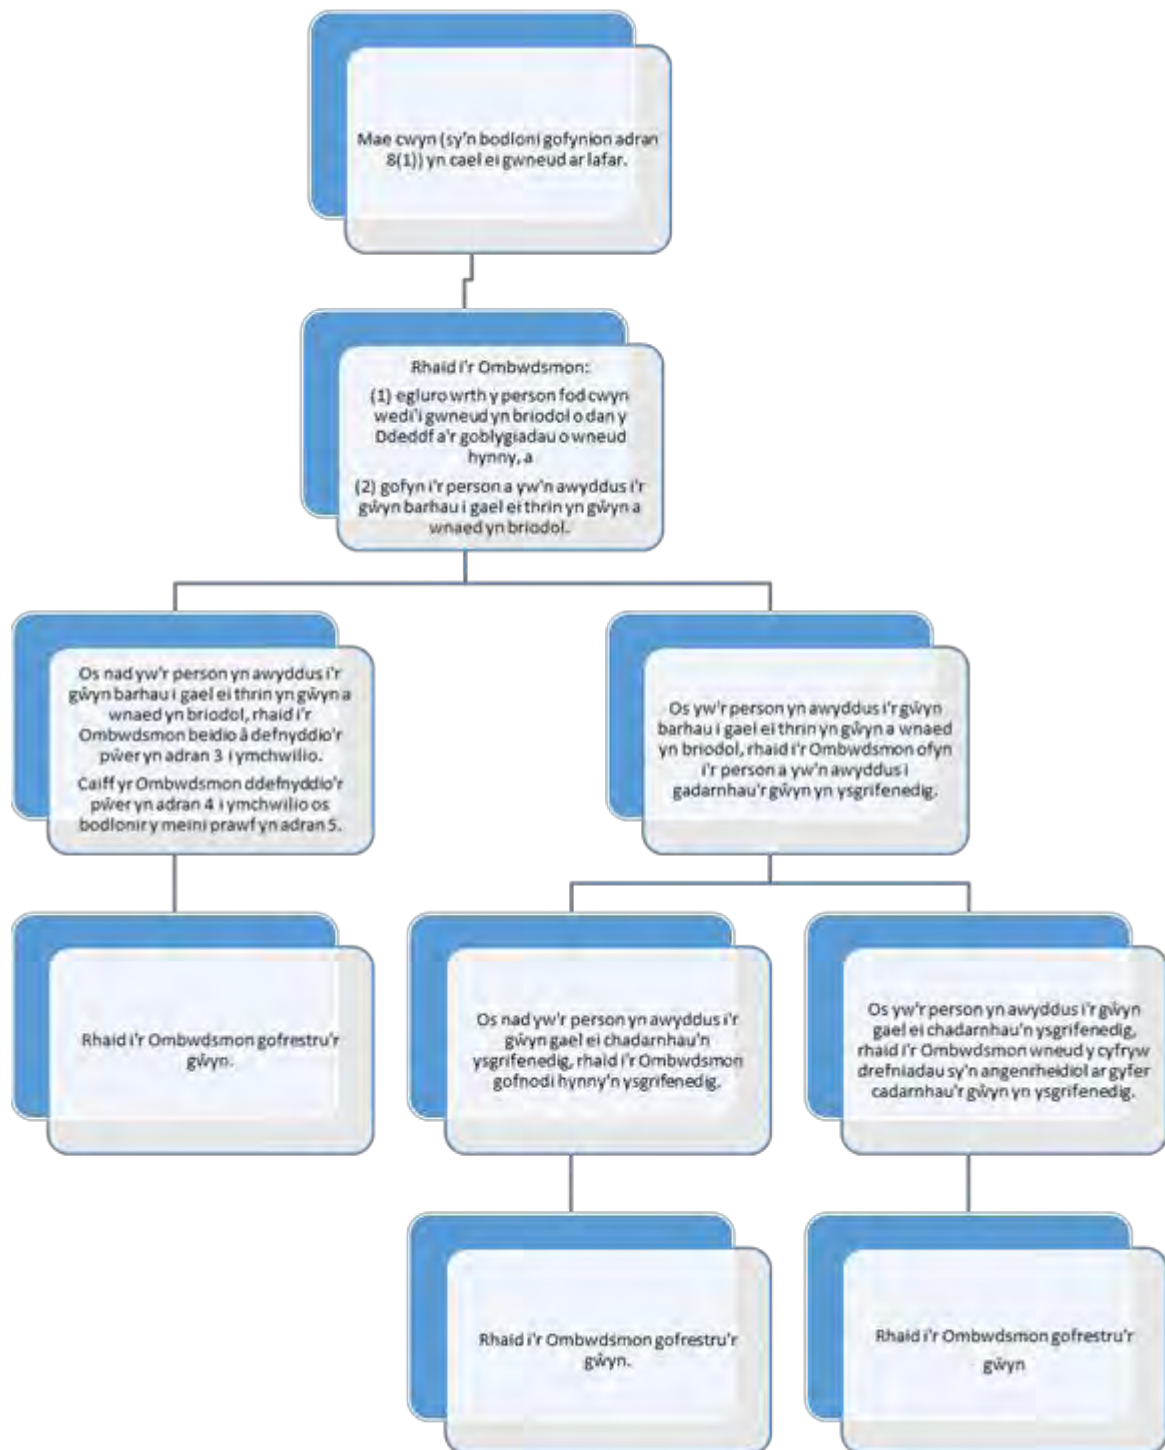 Mae cwyn (sy'n bodloni gofynion adran
8(1)) yn cael ei gwneud ar lafar.
Rhaid i'r Ombwdsmon:
(1) egluro wrth y person fod cwyn
wedi'i gwneud yn briodol o dan y
Ddeddf a'r goblygiadau o wneud
hynny, a
(2) gofyn i'r person a yw'n awyddus i'r
gŵyn barhau i gael ei thrin yn gŵyn a
wnaed yn briodol.
Os nad yw'r person yn awyddus i'r
gŵyn barhau i gael ei thrin yn gŵyn a
wnaed yn briodol, rhaid i'r
Ombwdsmon beidio â defnyddio'r
pŵer yn adran 3 i ymchwilio.
Caiff yr Ombwdsmon ddefnyddio'r
pŵer yn adran 4 i ymchwilio os
bodlonir y meini prawf yn adran 5.
Os yw'r person yn awyddus i'r gŵyn
barhau i gael ei thrin yn gŵyn a wnaed
yn briodol, rhaid i'r Ombwdsmon ofyn
i'r person a yw'n awyddus i
gadarnhau'r gŵyn yn ysgrifenedig.
Rhaid i'r Ombwdsmon gofrestru'r
gŵyn.
Os nad yw'r person yn awyddus i'r
gŵyn gael ei chadarnhau'n
ysgrifenedig, rhaid i'r Ombwdsmon
gofnodi hynny'n ysgrifenedig.
Os yw'r person yn awyddus i'r gŵyn
gael ei chadarnhau'n ysgrifenedig,
rhaid i'r Ombwdsmon wneud y cyfryw
drefniadau sy'n angenrheidiol ar gyfer
cadarnhau'r gŵyn yn ysgrifenedig.
Rhaid i'r Ombwdsmon gofrestru'r
gŵyn.
Rhaid i'r Ombwdsmon gofrestru'r
gŵyn